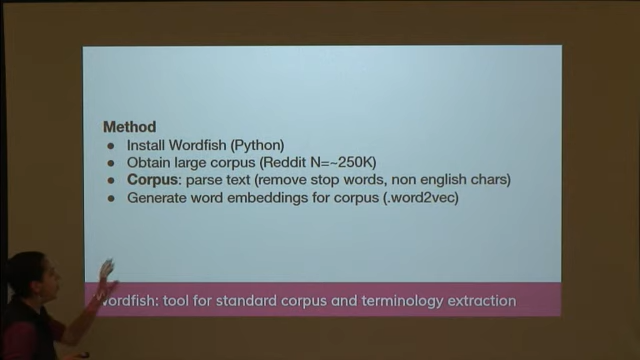 Method
● Install Wordfish (Python)
● Obtain large corpus (Reddit N=~250K)
● Corpus: parse text (remove stop words, non english chars)
● Generate word embeddings for corpus (.word2vec)
Wordfish: tool for standard corpus and terminology extraction